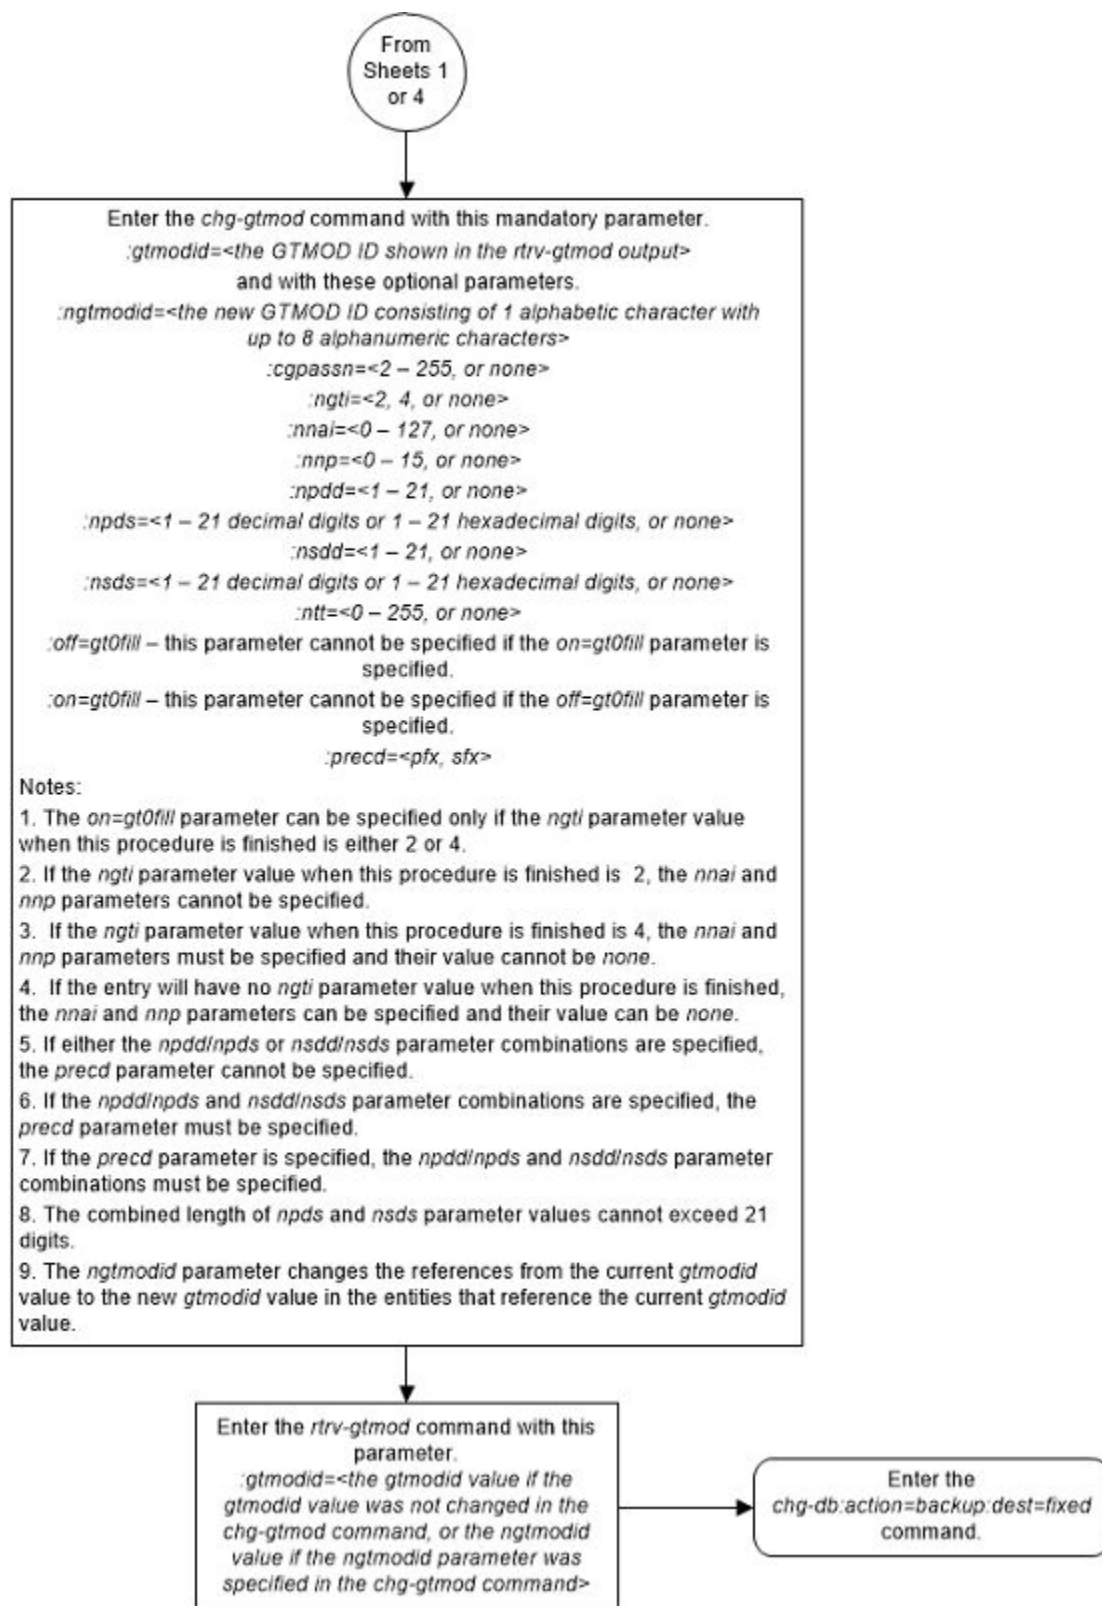 From
Sheets 1
or 4
Enter the chg-gtmod command with this mandatory parameter.
:gtmodid=<the GTMOD ID shown in the rtrv-gtmod output>
and with these optional parameters.
:ngtmodid=<the new GTMOD ID consisting of 1 alphabetic character with
up to 8 alphanumeric characters>
:cgpassn=<2 – 255, or none>
:ngti=<2, 4, or none>
:nnai=<0 – 127, or none>
:nnp=<0 – 15, or none>
:npdd=<1 – 21, or none>
:npds=<1 – 21 decimal digits or 1 – 21 hexadecimal digits, or none>
:nsdd=<1 – 21, or none>
:nsds=<1 – 21 decimal digits or 1 – 21 hexadecimal digits, or none>
:ntt=<0 – 255, or none>
:off=gt0fill – this parameter cannot be specified if the on=gt0fill parameter is
specified.
:on=gt0fill – this parameter cannot be specified if the off=gt0fill parameter is
specified.
:precd=<pfx, sfx>
Notes:
1. The on=gt0fill parameter can be specified only if the ngti parameter value
when this procedure is finished is either 2 or 4.
2. If the ngti parameter value when this procedure is finished is 2, the nnai and
nnp parameters cannot be specified.
3. If the ngti parameter value when this procedure is finished is 4, the nnai and
nnp parameters must be specified and their value cannot be none.
4. If the entry will have no ngti parameter value when this procedure is finished,
the nnai and nnp parameters can be specified and their value can be none.
5. If either the npdd/npds or nsdd/nsds parameter combinations are specified,
the precd parameter cannot be specified.
6. If the npdd/npds and nsdd/nsds parameter combinations are specified, the
precd parameter must be specified.
7. If the precd parameter is specified, the npdd/npds and nsdd/nsds parameter
combinations must be specified.
8. The combined length of npds and nsds parameter values cannot exceed 21
digits.
9. The ngtmodid parameter changes the references from the current gtmodid
value to the new gtmodid value in the entities that reference the current gtmodid
value.
Enter the rtrv-gtmod command with this
parameter.
:gtmodid=<the gtmodid value if the
gtmodid value was not changed in the
chg-gtmod command, or the ngtmodid
value if the ngtmodid parameter was
specified in the chg-gtmod command>
Enter the
chg-db:action=backup:dest=fixed
command.